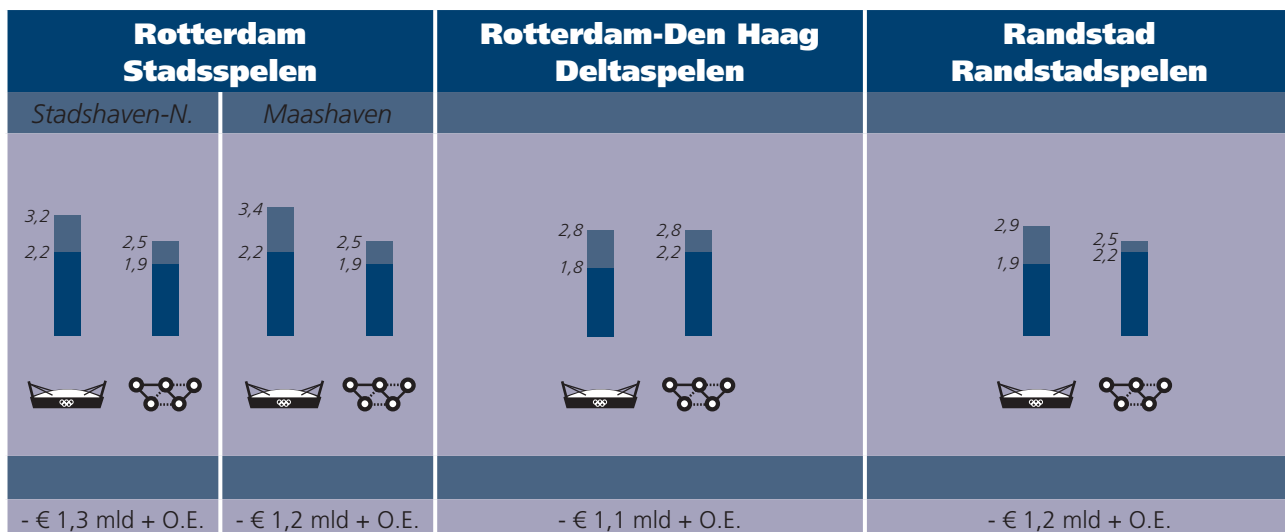 Rotterdam
Stadsspelen
Rotterdam-Den Haag
Deltaspelen
Randstad
Randstadspelen
Stadshaven-N.
Maashaven
3,2
2,2
2,5
1,9
3,4
2,2
2,5
1,9
2,8
1,8
2,8
2,2
2,9
1,9
2,5
2,2
- € 1,3 mld + O.E.
- € 1,2 mld + O.E.
- € 1,1 mld + O.E.
- € 1,2 mld + O.E.